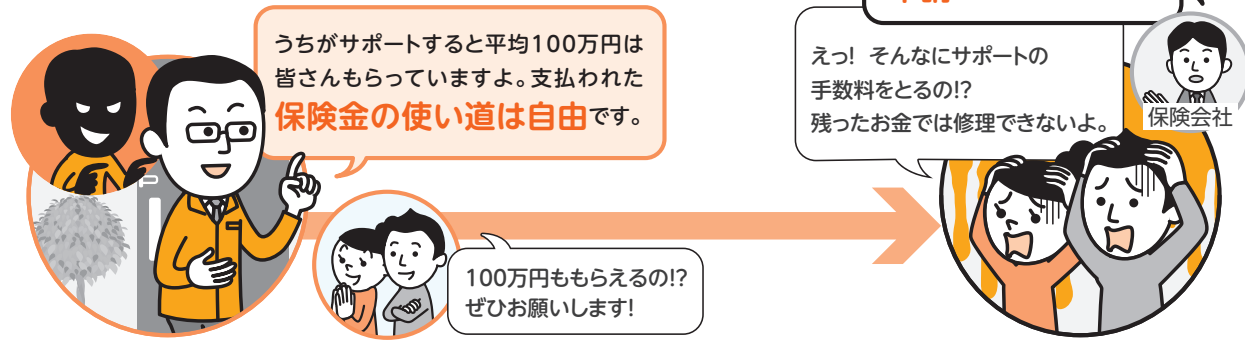 うちがサポートすると平均100万円は
皆さんもらっていますよ。支払われた
保険金の使い道は自由です。
100万円ももらえるの!?
ぜひお願いします!
えっ! そんなにサポートの
手数料をとるの!?
残ったお金では修理できないよ。
保険会社